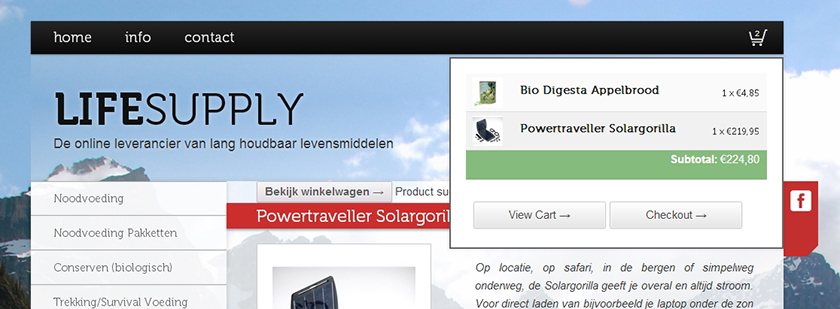 home info contact 2
LIFESUPPLY
De online leverancier van lang houdbaar levensmiddelen
Bio Digesta Appelbrood 1 x €4,85
Powertraveller Solargorilla 1 x €219,95
Subtotal: €224,80
View Cart → Checkout →
Noodvoeding
Noodvoeding Pakketten
Conserven (biologisch)
Trekking/Survival Voeding
Bekijk winkelwagen → Product
Powertraveller
f
Op locatie, op safari, in de bergen of simpelweg
onderweg, de Solargorilla geeft je overal en altijd stroom.
Voor direct laden van bijvoorbeeld je laptop onder de zon